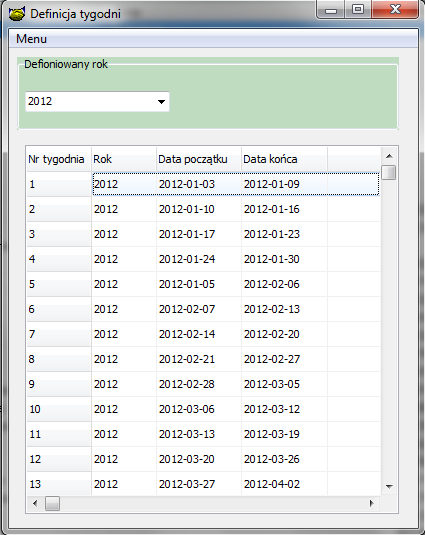 Definicja tygodni
Menu
Defioniowany rok
2012
Nr tygodnia Rok Data początku Data końca
1 2012 2012-01-03 2012-01-09
2 2012 2012-01-10 2012-01-16
3 2012 2012-01-17 2012-01-23
4 2012 2012-01-24 2012-01-30
5 2012 2012-01-05 2012-02-06
6 2012 2012-02-07 2012-02-13
7 2012 2012-02-14 2012-02-20
8 2012 2012-02-21 2012-02-27
9 2012 2012-02-28 2012-03-05
10 2012 2012-03-06 2012-03-12
11 2012 2012-03-13 2012-03-19
12 2012 2012-03-20 2012-03-26
13 2012 2012-03-27 2012-04-02